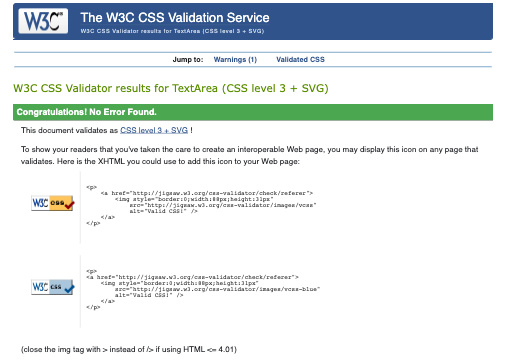 W3C The W3C CSS Validation Service
W3C CSS Validator results for TextArea (CSS level 3 + SVG)
Jump to: Warnings (1) Validated CSS
W3C CSS Validator results for TextArea (CSS level 3 + SVG)
Congratulations! No Error Found.
This document validates as CSS level 3 + SVG !
To show your readers that you've taken the care to create an interoperable Web page, you may display this icon on any page that
validates. Here is the XHTML you could use to add this icon to your Web page:
W3C css
<p>
<a href="http://jigsaw.w3.org/css-validator/check/referer">
<img style="border:0;width:88px;height:31px"
src="http://jigsaw.w3.org/css-validator/images/vcss"
alt="Valid CSS!" />
</a>
</p>
W3C css
<p>
<a href="http://jigsaw.w3.org/css-validator/check/referer">
<img style="border:0;width:88px;height:31px"
src="http://jigsaw.w3.org/css-validator/images/vcss-blue"
alt="Valid CSS!" />
</a>
</p>
(close the img tag with > instead of /> if using HTML <= 4.01)